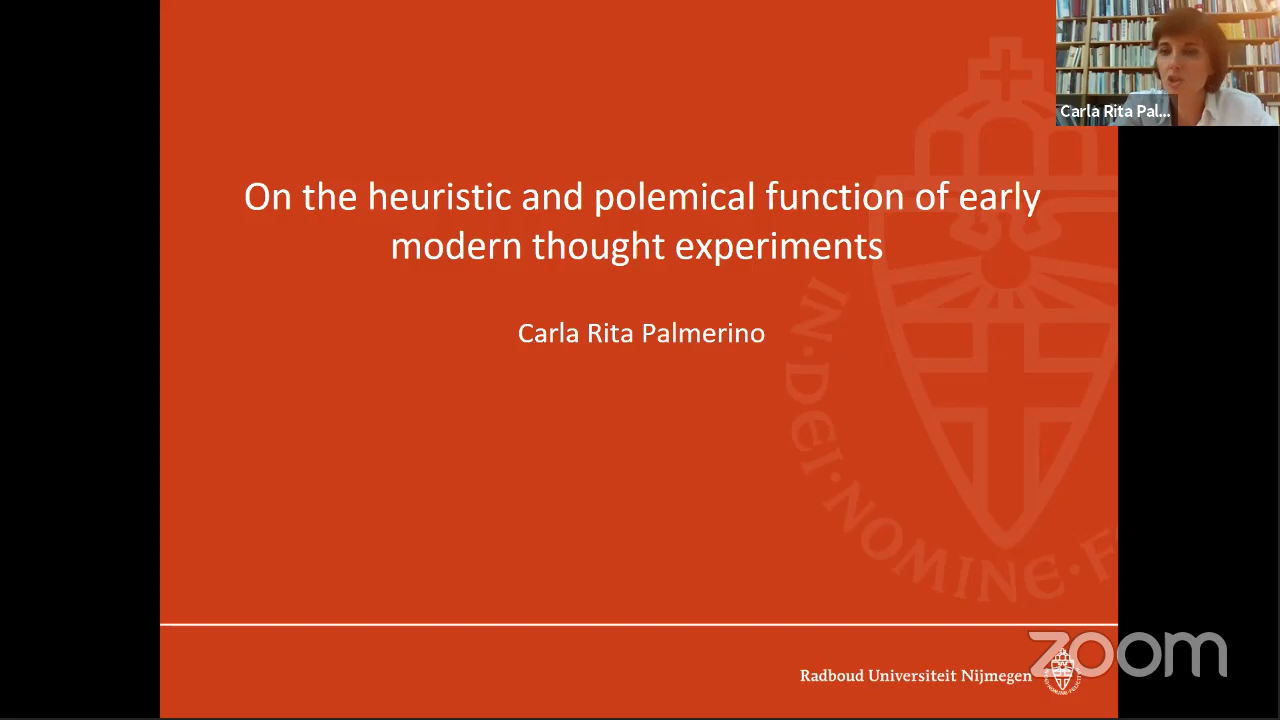 Carla Rita Pal...
On the heuristic and polemical function of early
modern thought experiments
Carla Rita Palmerino
IN·DEI·NOMINE·F
zoom
Radboud Universiteit Nijmegen